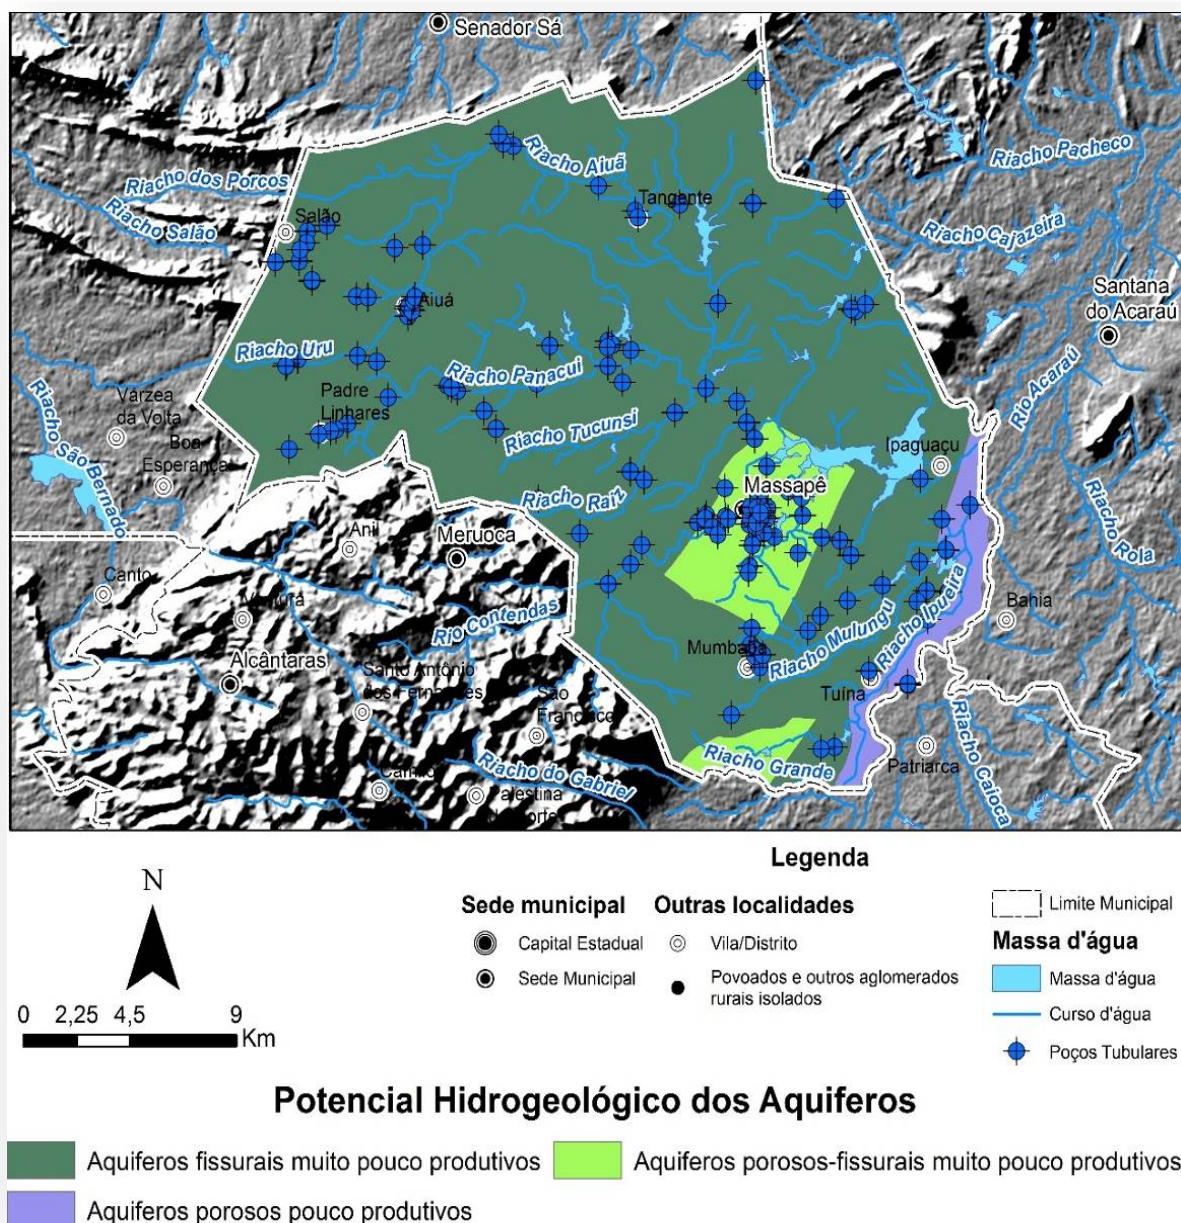 Senador Sá
Riacho Pacheco
Riacho Aiuã
Riacho dos Porcos
Tangente
Salão
Riacho Salão
Riacho Cajazeira
Santana
do Acaraú
Aiuá
Riacho Uru
Rio Acaraú
Riacho Panacui
Padre
Linhares
Várzea
da Volta
Riacho São Bernado
Riacho Tucunsi
Boa
Esperança
Ipaguaçu
Massapê
Riacho Raíz
Anil
Meruoca
Riacho Rola
Canto
Rio Contendas
Riacho Ipueira
Bahia
Riacho Mulungu
Alcântaras
Santo Antônio
dos Fernandes
Tuína
São
Francisco
Riacho Grande
Patriarca
Riacho Caioca
Riacho do Gabriel
Palestina
Legenda
N
Sede municipal
Capital Estadual
Sede Municipal
Outras localidades
Vila/Distrito
Povoados e outros aglomerados
rurais isolados
Limite Municipal
Massa d'água
Massa d'água
Curso d'água
Poços Tubulares
0 2,25 4,5 9
Km
Potencial Hidrogeológico dos Aquiferos
Aquiferos fissurais muito pouco produtivos
Aquiferos porosos-fissurais muito pouco produtivos
Aquiferos porosos pouco produtivos